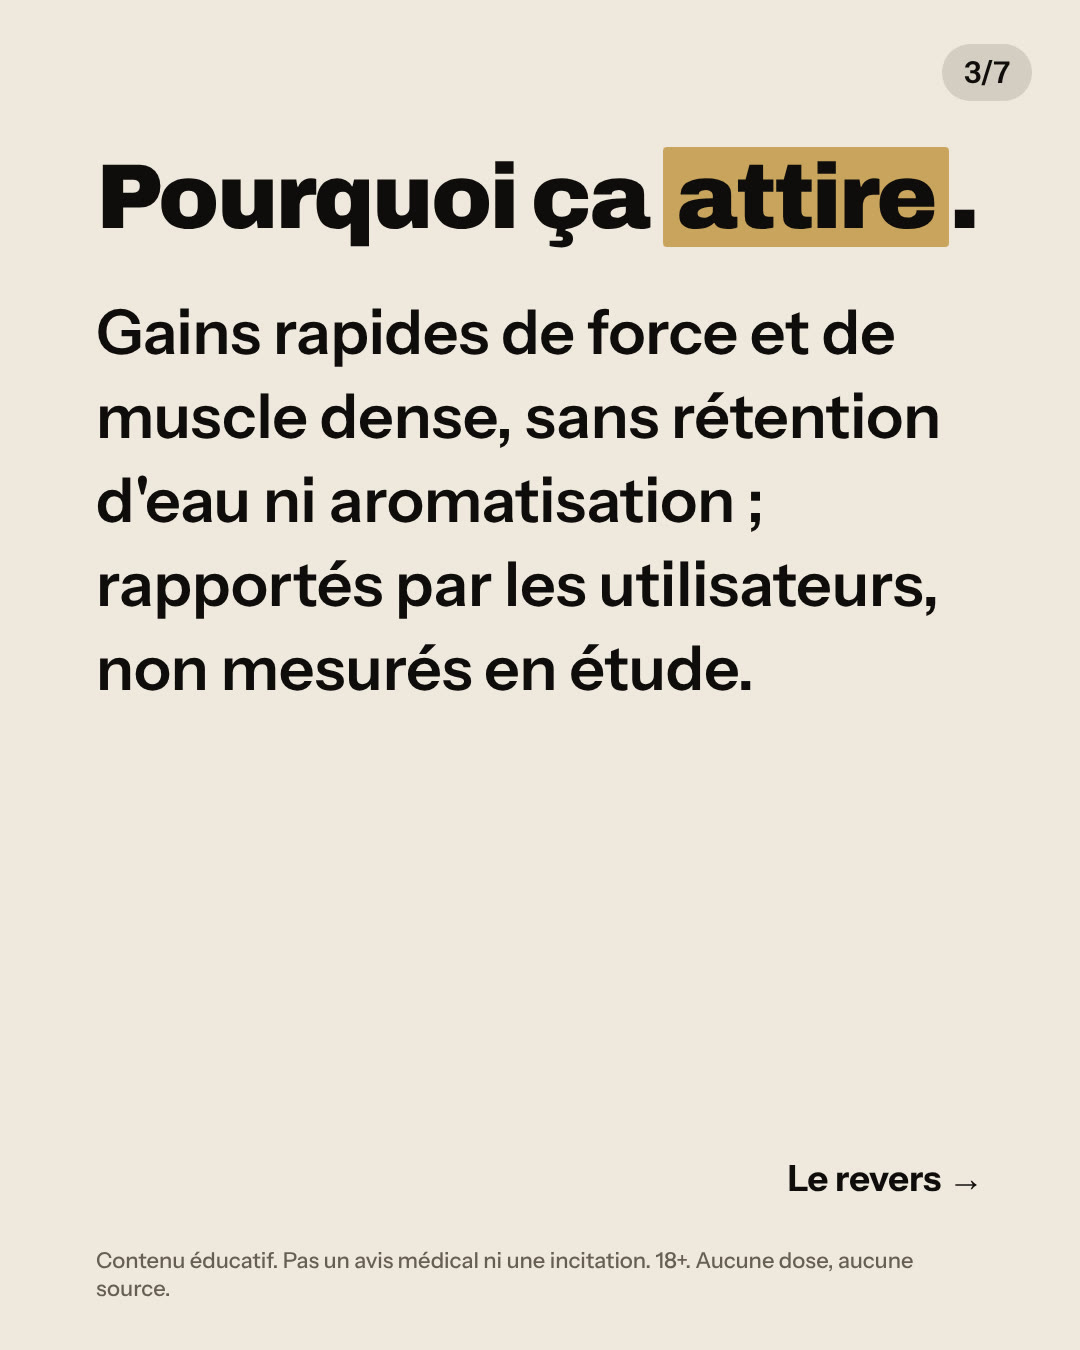 3/7
Pourquoi ça attire.
Gains rapides de force et de
muscle dense, sans rétention
d'eau ni aromatisation ;
rapportés par les utilisateurs,
non mesurés en étude.
Le revers →
Contenu éducatif. Pas un avis médical ni une incitation. 18+. Aucune dose, aucune
source.